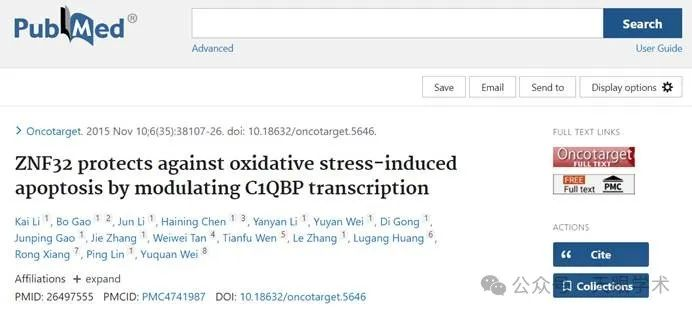 PubMed®
Search
Advanced
User Guide
Save
Email
Send to
Display options
FULL TEXT LINKS
> Oncotarget. 2015 Nov 10;6(35):38107-26. doi: 10.18632/oncotarget.5646.
ZNF32 protects against oxidative stress-induced
apoptosis by modulating C1QBP transcription
Oncotarget
FULL TEXT
FREE
Full text
PMC
Kai Li 1, Bo Gao 1 2, Jun Li 1, Haining Chen 1 3, Yanyan Li 1, Yuyan Wei 1, Di Gong 1,
Junping Gao 1, Jie Zhang 1, Weiwei Tan 4, Tianfu Wen 5, Le Zhang 1, Lugang Huang 6,
Rong Xiang 7, Ping Lin 1, Yuquan Wei 8
ACTIONS
Cite
Collections
Affiliations + expand
PMID: 26497555 PMCID: PMC4741987 DOI: 10.18632/oncotarget.5646
公众号
学术